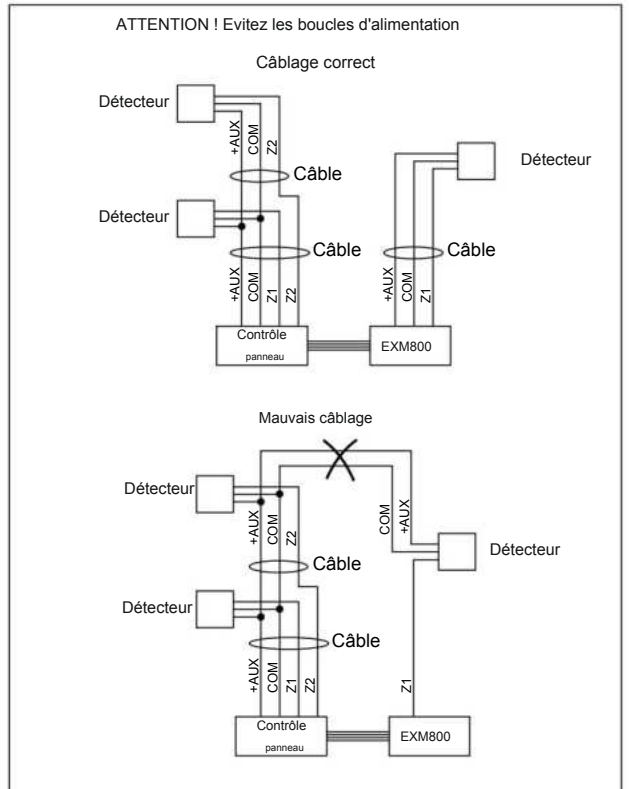 ATTENTION ! Evitez les boucles d'alimentation
Câblage correct
Détecteur
+AUX
COM
Z2
Câble
Détecteur
Câble
+AUX
COM
Z1
Z2
Contrôle
panneau
Détecteur
Câble
+AUX
COM
Z1
EXM800
Mauvais câblage
Détecteur
+AUX
COM
Z2
Câble
Détecteur
Câble
+AUX
COM
Z1
Z2
Contrôle
panneau
COM
+AUX
Détecteur
Z1
EXM800